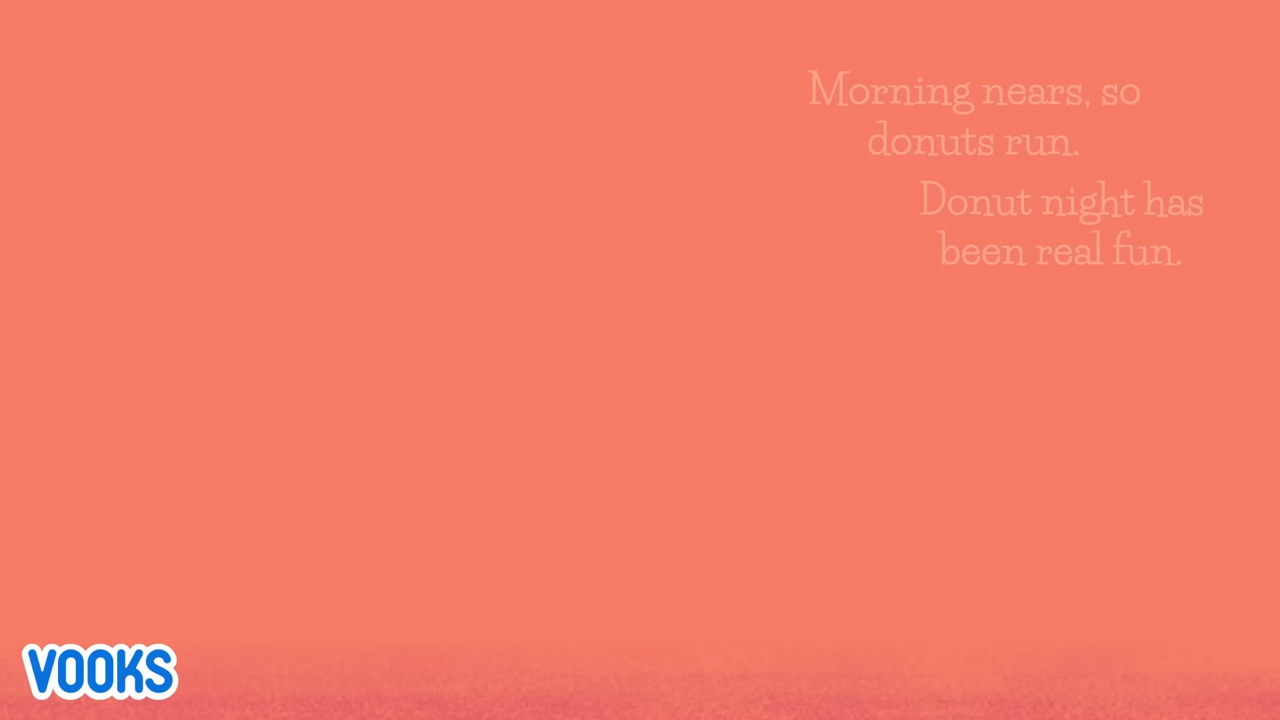 Morning nears, so
donuts run.
Donut night has
been real fun.
VOOKS